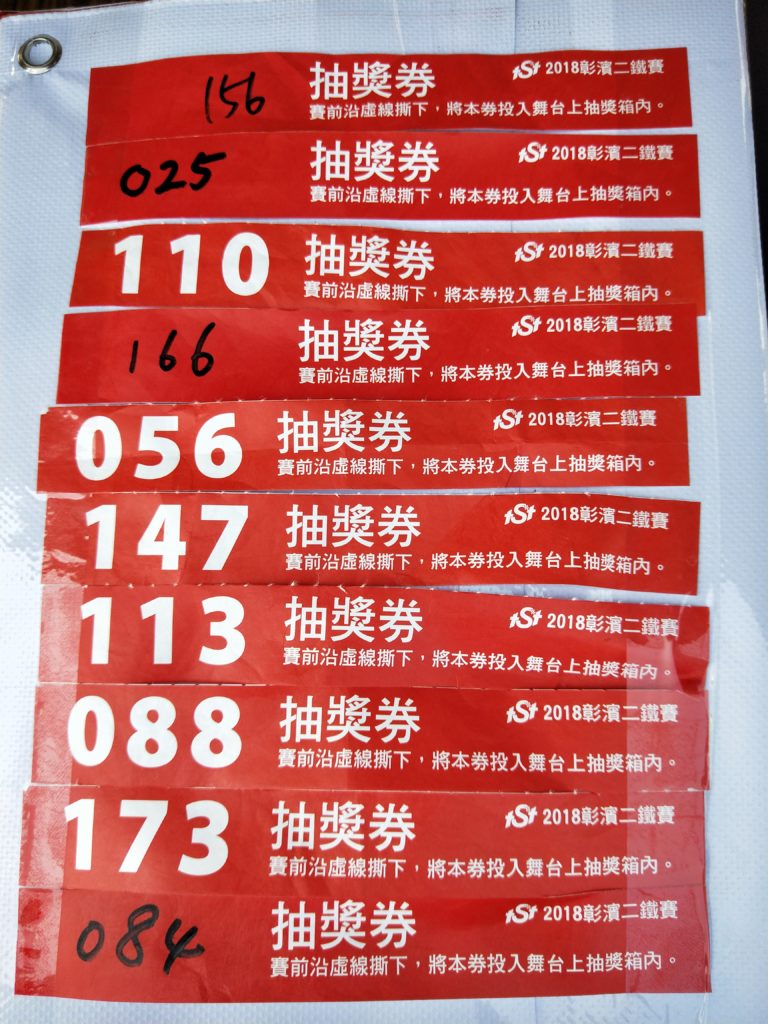 156 抽獎券 tSt 2018彰濱二鐵賽
賽前沿虛線撕下，將本券投入舞台上抽獎箱內。
025 抽獎券 tSt 2018彰濱二鐵賽
賽前沿虛線撕下，將本券投入舞台上抽獎箱內。
110 抽獎券 tSt 2018彰濱二鐵賽
賽前沿虛線撕下，將本券投入舞台上抽獎箱內。
166 抽獎券 tSt 2018彰濱二鐵賽
賽前沿虛線撕下，將本券投入舞台上抽獎箱內。
056 抽獎券 tSt 2018彰濱二鐵賽
賽前沿虛線撕下，將本券投入舞台上抽獎箱內。
147 抽獎券 tSt 2018彰濱二鐵賽
賽前沿虛線撕下，將本券投入舞台上抽獎箱內。
113 抽獎券 tSt 2018彰濱二鐵賽
賽前沿虛線撕下，將本券投入舞台上抽獎箱內。
088 抽獎券 tSt 2018彰濱二鐵賽
賽前沿虛線撕下，將本券投入舞台上抽獎箱內。
173 抽獎券 tSt 2018彰濱二鐵賽
賽前沿虛線撕下，將本券投入舞台上抽獎箱內。
084 抽獎券 tSt 2018彰濱二鐵賽
賽前沿虛線撕下，將本券投入舞台上抽獎箱內。